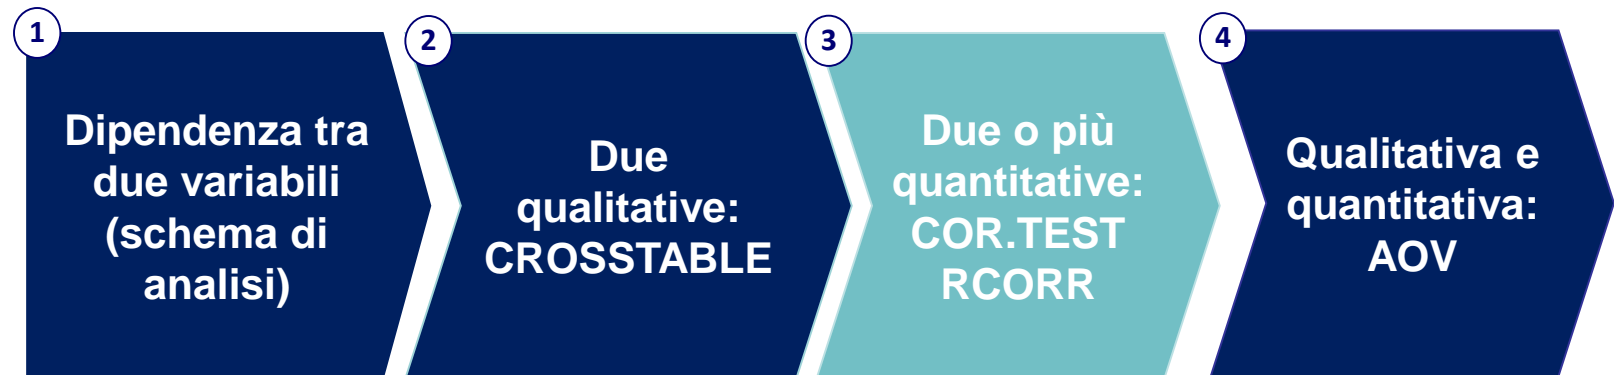 1
Dipendenza tra
due variabili
(schema di
analisi)
2
Due
qualitative:
CROSSTABLE
3
Due o più
quantitative:
COR.TEST
RCORR
4
Qualitativa e
quantitativa:
AOV